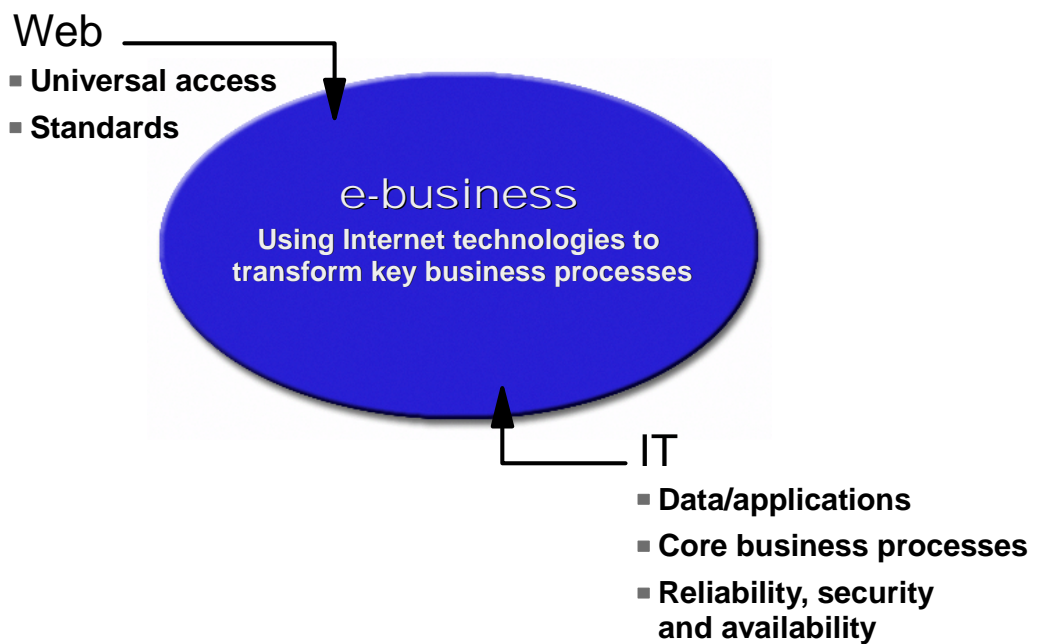 Web
▪ Universal access
▪ Standards
e-business
Using Internet technologies to
transform key business processes
IT
▪ Data/applications
▪ Core business processes
▪ Reliability, security
and availability